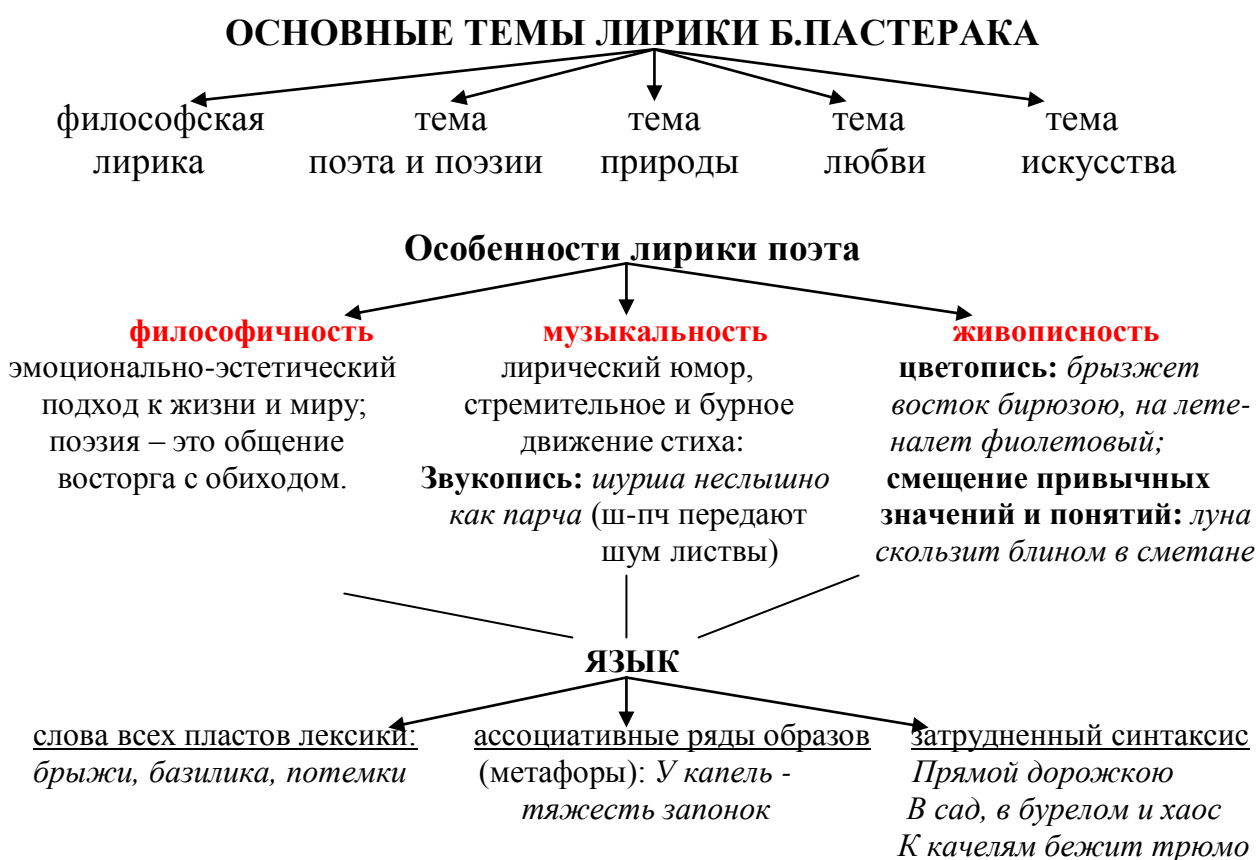 ОСНОВНЫЕ ТЕМЫ ЛИРИКИ Б.ПАСТЕРАКА
философская лирика
тема поэта и поэзии
тема природы
тема любви
тема искусства
Особенности лирики поэта
философичность
эмоционально-эстетический
подход к жизни и миру;
поэзия – это общение
восторга с обиходом.
музыкальность
лирический юмор,
стремительное и бурное
движение стиха:
Звукопись: шурша неслышно
как парча (ш-пч передают
шум листвы)
живописность
цветопись: брызжет
восток бирюзою, на лете-
налет фиолетовый;
смещение привычных
значений и понятий: луна
скользит блином в сметане
ЯЗЫК
слова всех пластов лексики:
брыжи, базилика, потемки
ассоциативные ряды образов
(метафоры): У капель -
тяжесть запонок
затрудненный синтаксис
Прямой дорожкою
В сад, в бурелом и хаос
К качелям бежит трюмо